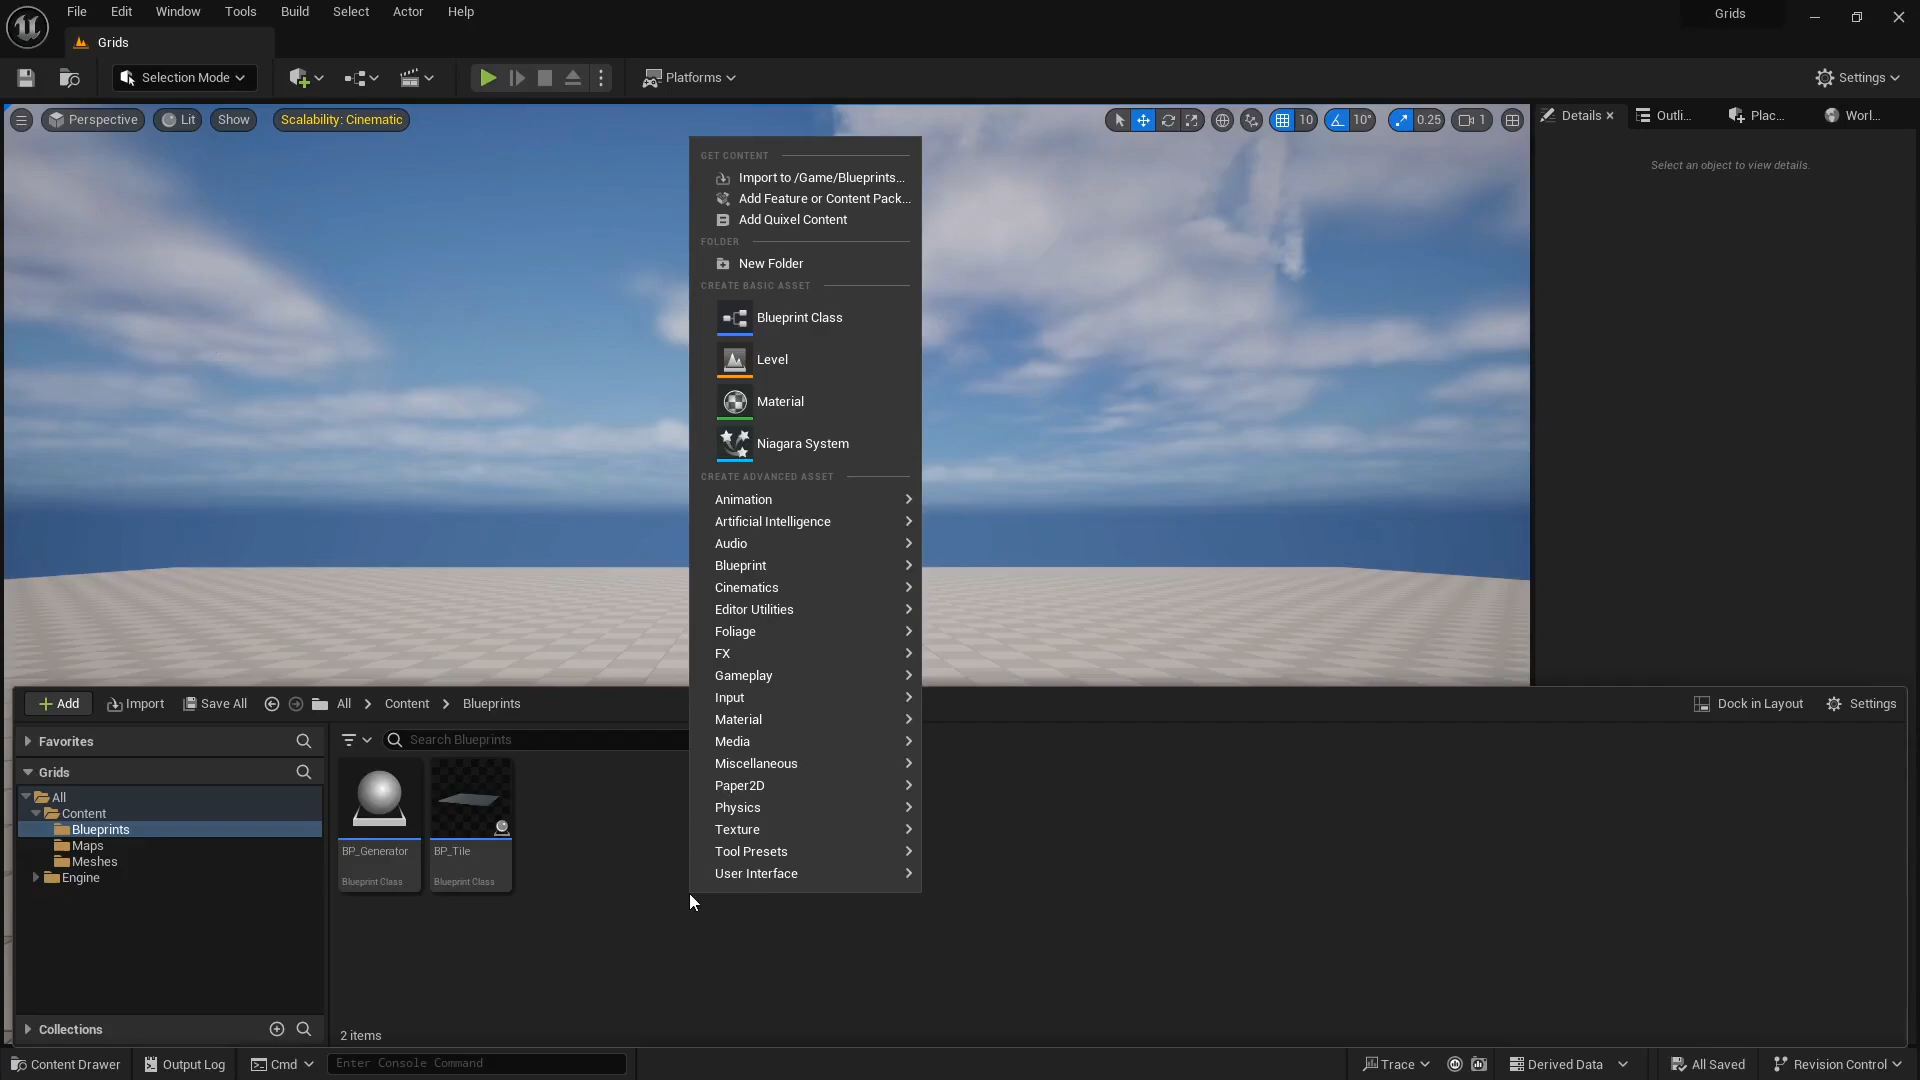 File Edit Window Tools Build Select Actor Help
Grids
Grids
Selection Mode
Platforms
Settings
Perspective Lit Show Scalability: Cinematic
10 10° 0.25 1
Details Outli... Plac... Worl...
Select an object to view details.
GET CONTENT
Import to /Game/Blueprints...
Add Feature or Content Pack...
Add Quixel Content
FOLDER
New Folder
CREATE BASIC ASSET
Blueprint Class
Level
Material
Niagara System
CREATE ADVANCED ASSET
Animation
Artificial Intelligence
Audio
Blueprint
Cinematics
Editor Utilities
Foliage
FX
Gameplay
Input
Material
Media
Miscellaneous
Paper2D
Physics
Texture
Tool Presets
User Interface
Add Import Save All All Content Blueprints
Dock in Layout Settings
Favorites
Grids
All
Content
Blueprints
Maps
Meshes
Engine
Collections
Search Blueprints
BP_Generator
Blueprint Class
BP_Tile
Blueprint Class
2 items
Content Drawer Output Log Cmd Enter Console Command
Trace Derived Data All Saved Revision Control